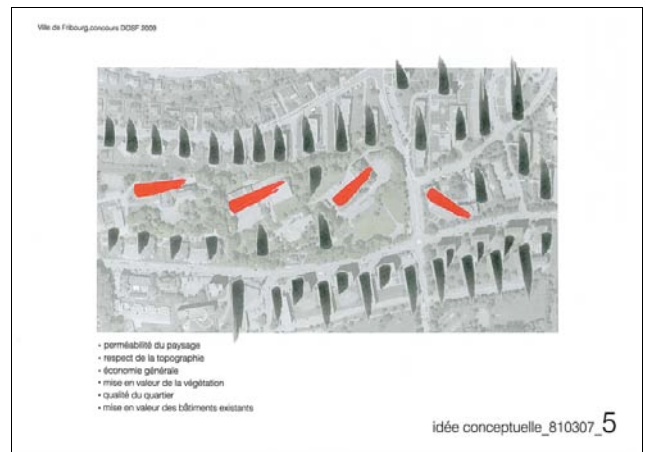 Ville de Fribourg,concours DOSF 2009
• perméabilité du paysage
• respect de la topographie
• économie générale
• mise en valeur de la végétation
• qualité du quartier
• mise en valeur des bâtiments existants
idée conceptuelle_810307_5